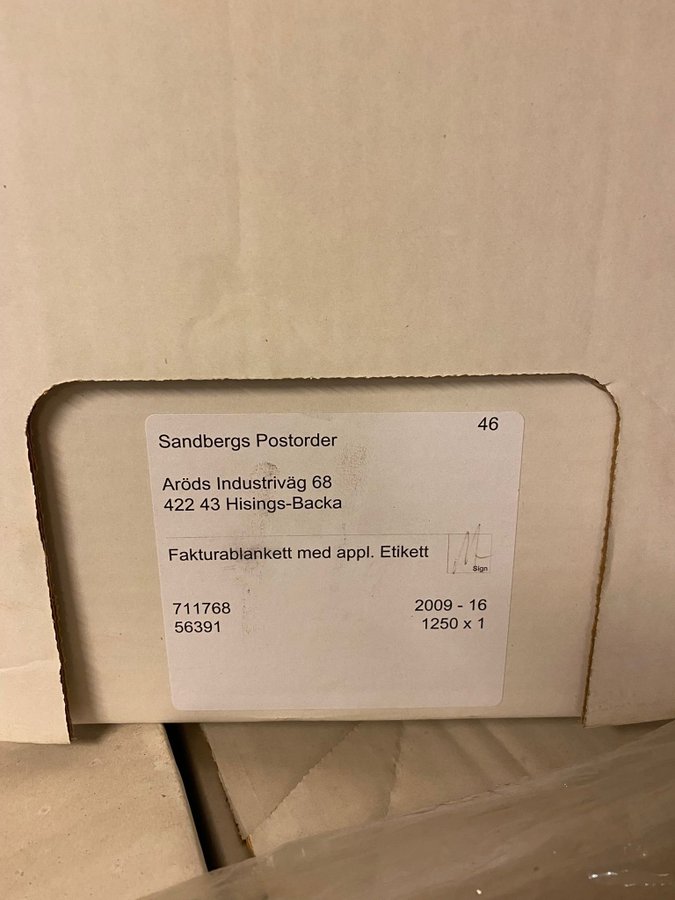 Sandbergs Postorder 46
Aröds Industriväg 68
422 43 Hisings-Backa
Fakturablankett med appl. Etikett
Sign
711768 2009 - 16
56391 1250 x 1